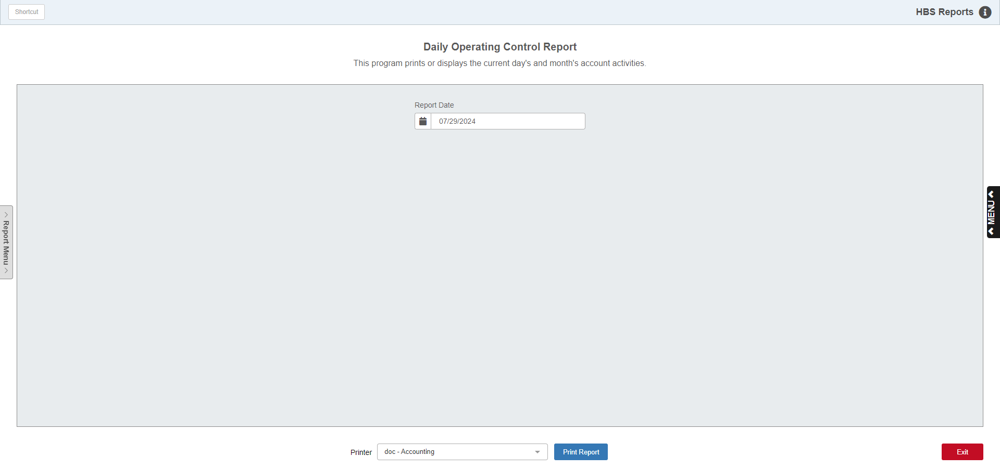 Shortcut
HBS Reports
Daily Operating Control Report
This program prints or displays the current day's and month's account activities.
Report Date
07/29/2024
MENU
Report Menu
Printer
doc - Accounting
Print Report
Exit